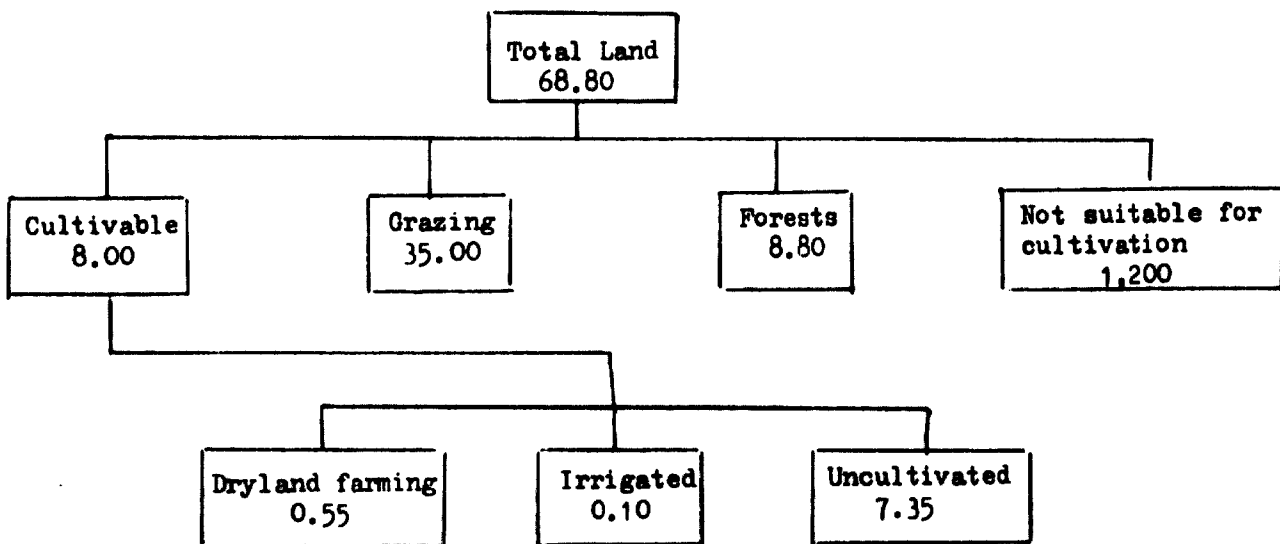 Total Land
68.80
Cultivable
8.00
Grazing
35.00
Forests
8.80
Not suitable for
cultivation
1,200
Dryland farming
0.55
Irrigated
0.10
Uncultivated
7.35